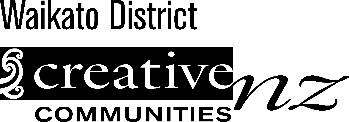 Waikato District
creative nz
COMMUNITIES